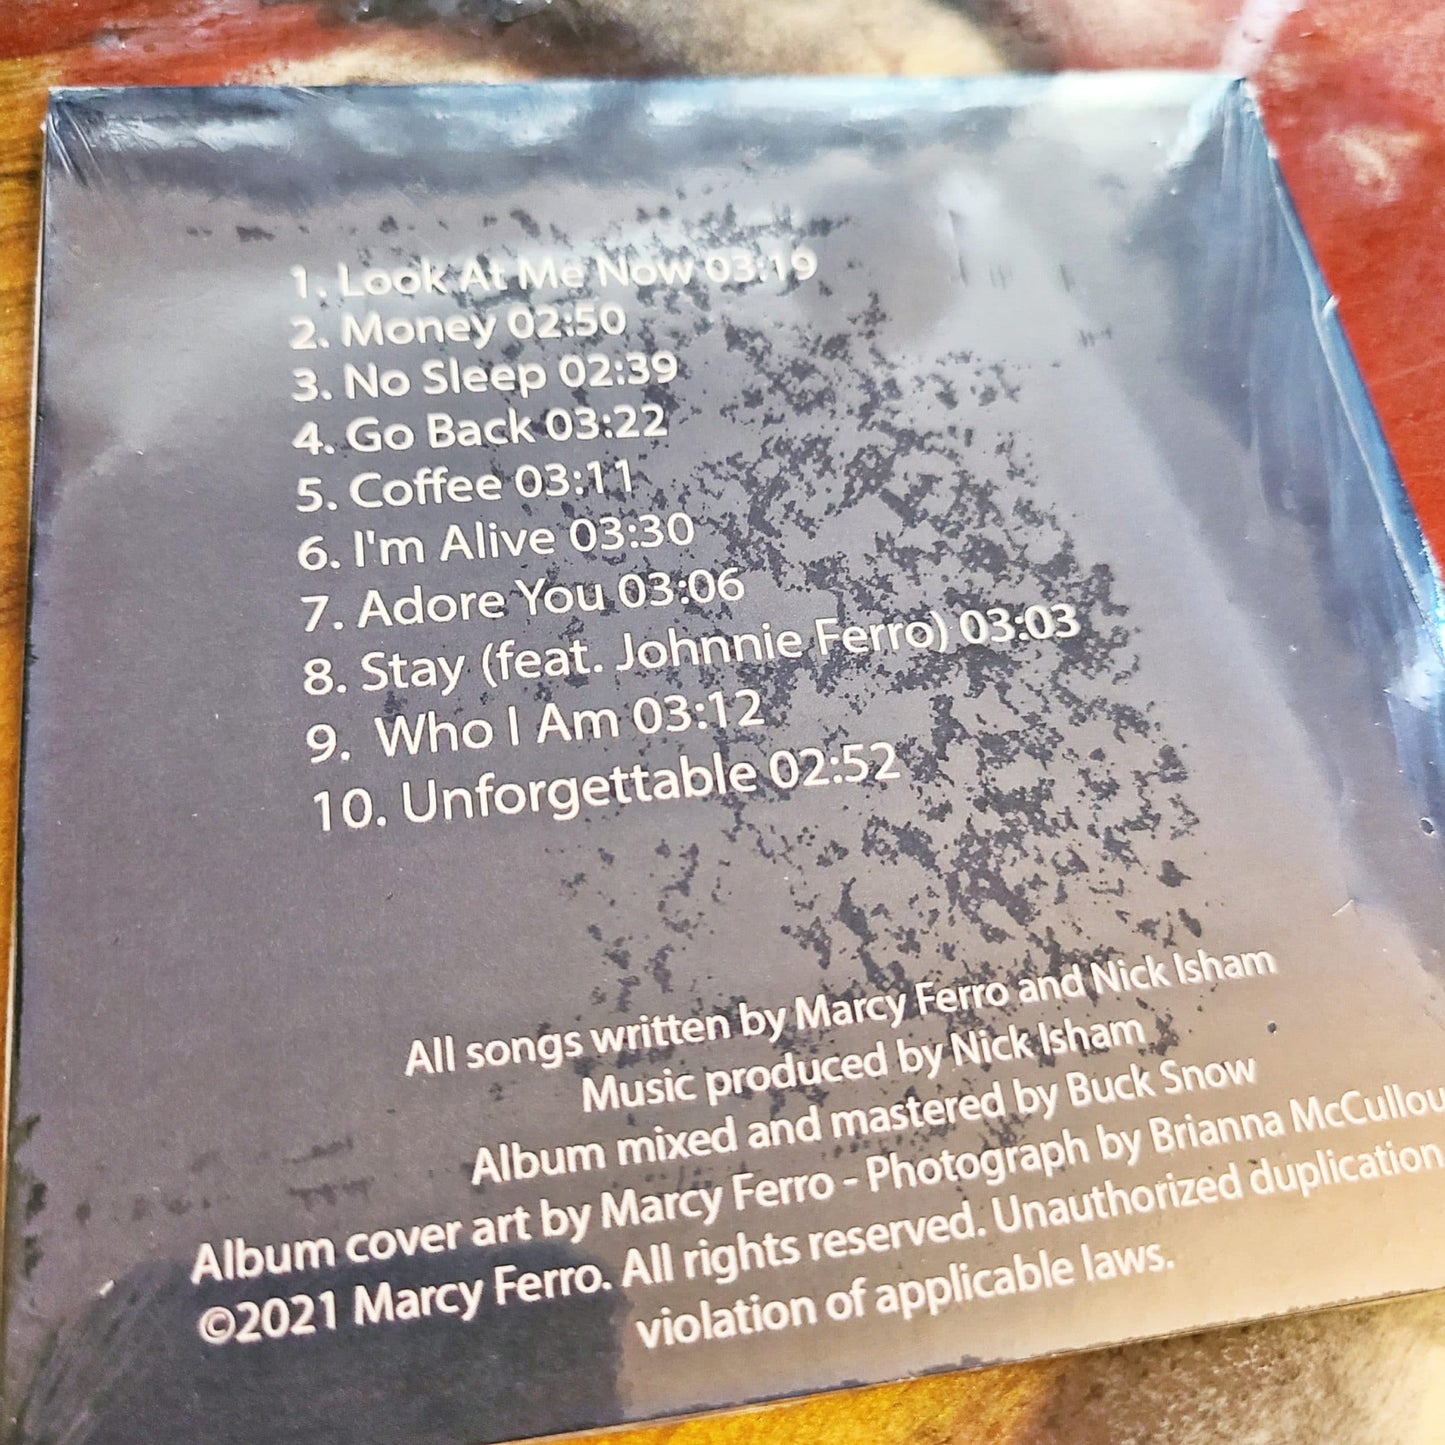 1. Look At Me Now 03:19
2. Money 02:50
3. No Sleep 02:39
4. Go Back 03:22
5. Coffee 03:11
6. I'm Alive 03:30
7. Adore You 03:06
8. Stay (feat. Johnnie Ferro) 03:03
9. Who I Am 03:12
10. Unforgettable 02:52
All songs written by Marcy Ferro and Nick Isham
Music produced by Nick Isham
Album mixed and mastered by Buck Snow
Album cover art by Marcy Ferro - Photograph by Brianna
©2021 Marcy Ferro. All rights reserved. Unauthorized duplication
violation of applicable laws.